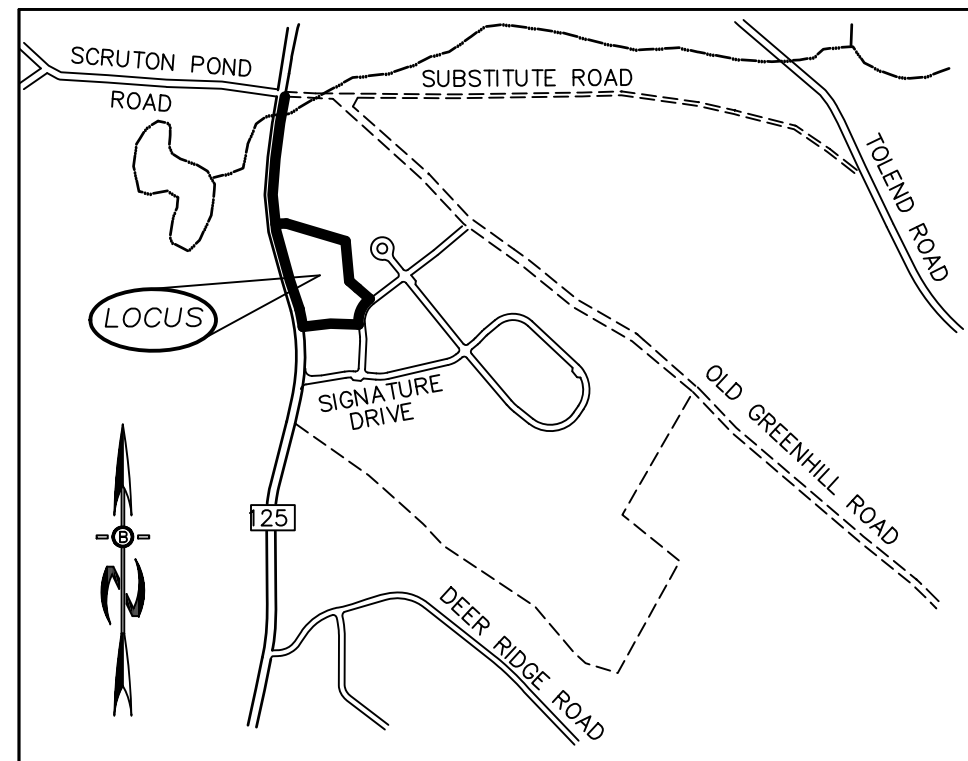 SCRUTON POND
ROAD
SUBSTITUTE ROAD
TOLEND ROAD
LOCUS
SIGNATURE
DRIVE
OLD GREENHILL ROAD
125
B
N
DEER RIDGE ROAD